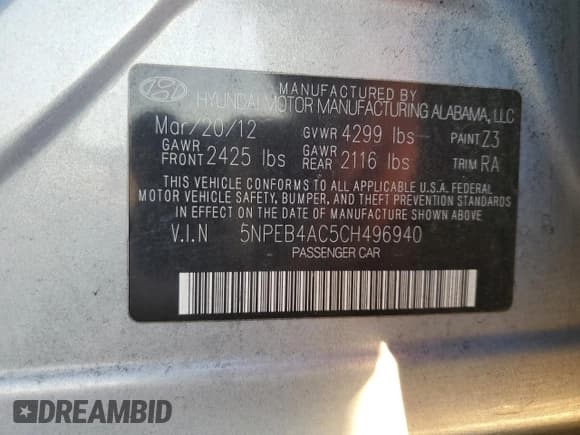 MANUFACTURED BY
HYUNDAI MOTOR MANUFACTURING ALABAMA, LLC
Mar/20/12 GVWR 4299 lbs PAINT Z3
GAWR FRONT 2425 lbs GAWR REAR 2116 lbs TRIM RA
THIS VEHICLE CONFORMS TO ALL APPLICABLE U.S.A. FEDERAL
MOTOR VEHICLE SAFETY, BUMPER, AND THEFT PREVENTION STANDARDS
IN EFFECT ON THE DATE OF MANUFACTURE SHOWN ABOVE.
V.I.N 5NPEB4AC5CH496940
PASSENGER CAR
DREAMBID